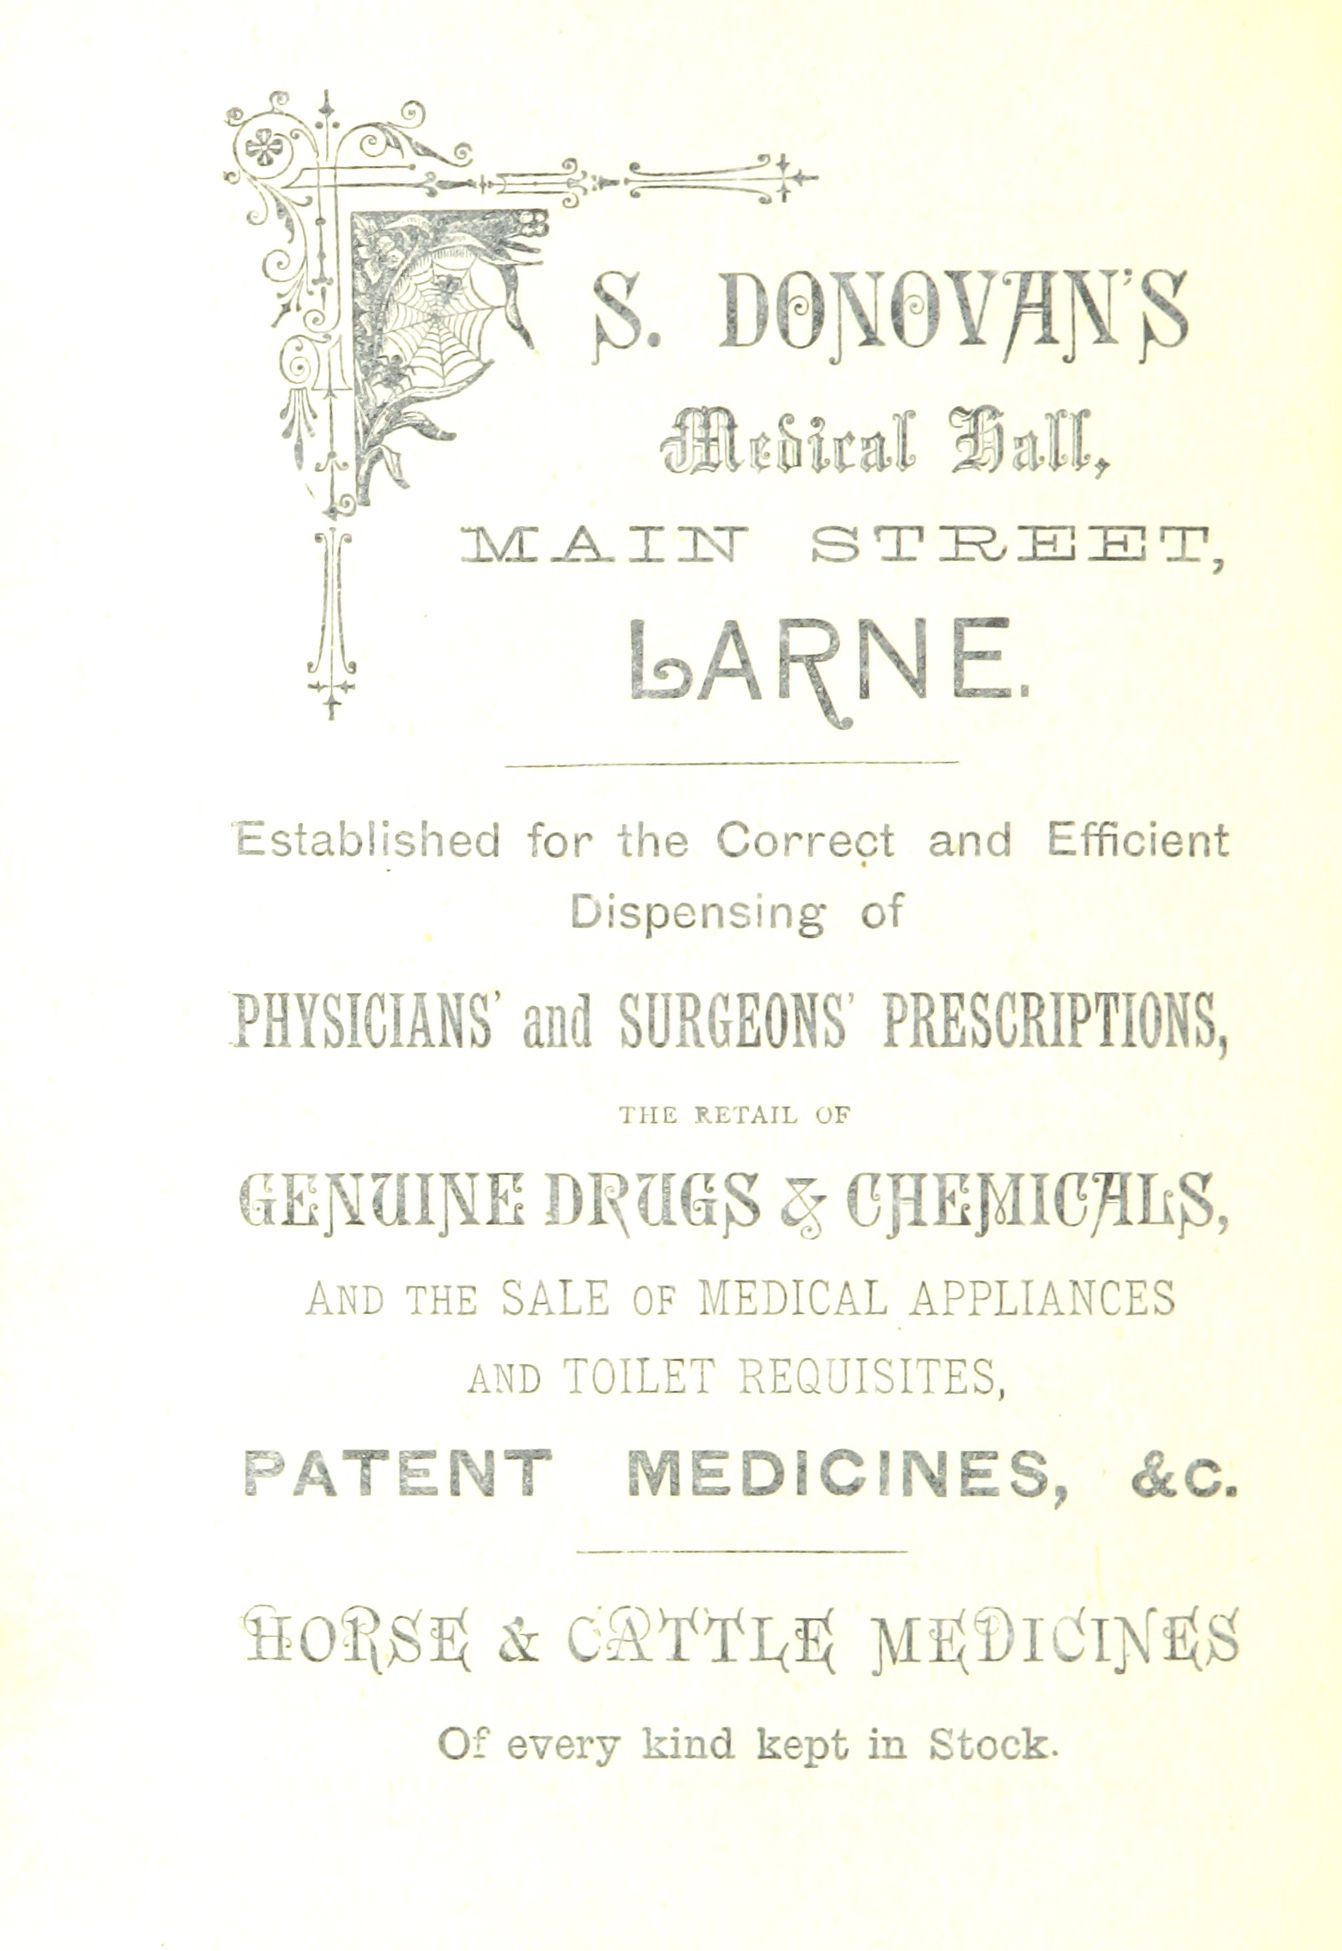 S. DONOVAN'S
Medical Hall,
MAIN STREET,
LARNE.
Established for the Correct and Efficient
Dispensing of
PHYSICIANS' and SURGEONS' PRESCRIPTIONS,
THE RETAIL OF
GENUINE DRUGS & CHEMICALS,
AND THE SALE OF MEDICAL APPLIANCES
AND TOILET REQUISITES,
PATENT MEDICINES, &c.
HORSE & CATTLE MEDICINES
Of every kind kept in Stock.